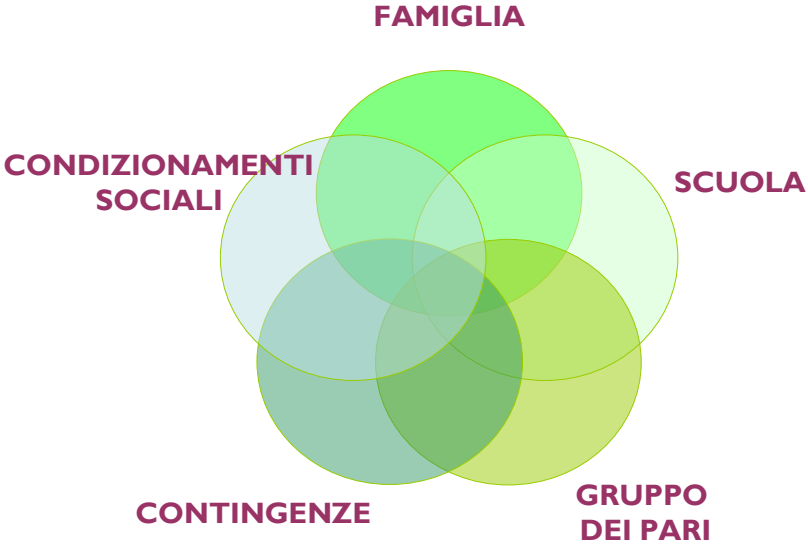 FAMIGLIA
CONDIZIONAMENTI
SOCIALI
SCUOLA
CONTINGENZE
GRUPPO
DEI PARI